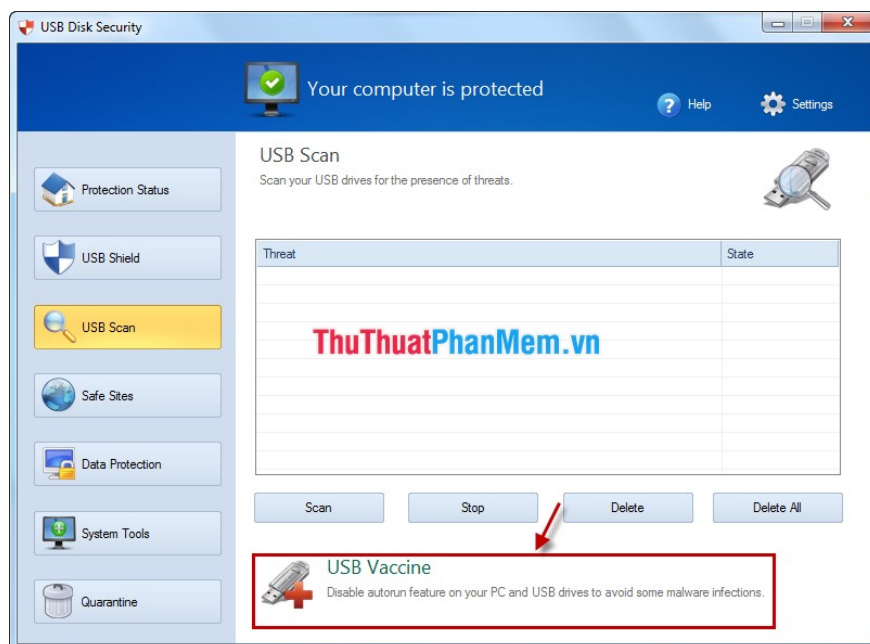 USB Disk Security
Your computer is protected
Help
Settings
Protection Status
USB Shield
USB Scan
Safe Sites
Data Protection
System Tools
Quarantine
USB Scan
Scan your USB drives for the presence of threats.
Threat State
ThuThuatPhanMem.vn
Scan Stop Delete Delete All
USB Vaccine
Disable autorun feature on your PC and USB drives to avoid some malware infections.